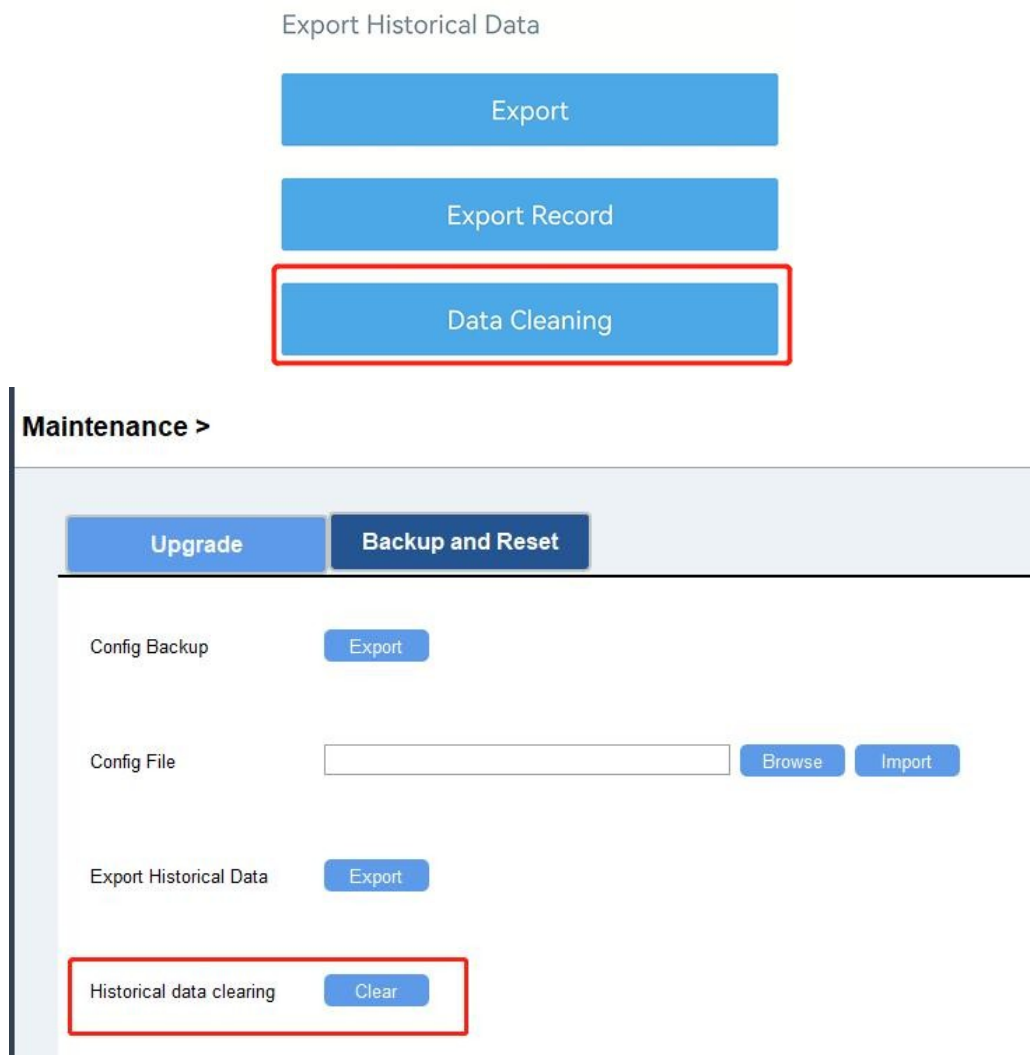 Export Historical Data
Export
Export Record
Data Cleaning
Maintenance >
Upgrade Backup and Reset
Config Backup Export
Config File Browse Import
Export Historical Data Export
Historical data clearing Clear